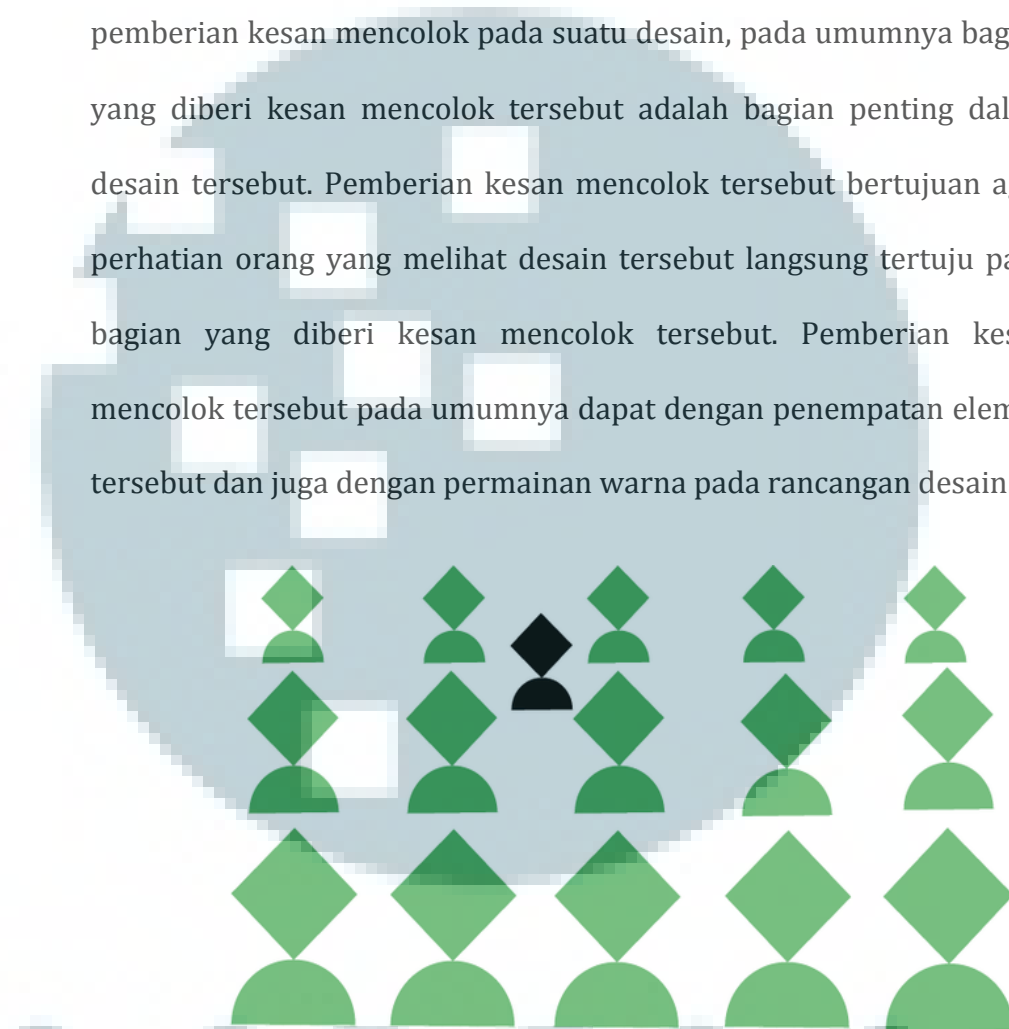 pemberian kesan mencolok pada suatu desain, pada umumnya bag
yang diberi kesan mencolok tersebut adalah bagian penting dal
desain tersebut. Pemberian kesan mencolok tersebut bertujuan a
perhatian orang yang melihat desain tersebut langsung tertuju pa
bagian yang diberi kesan mencolok tersebut. Pemberian kes
mencolok tersebut pada umumnya dapat dengan penempatan elem
tersebut dan juga dengan permainan warna pada rancangan desain